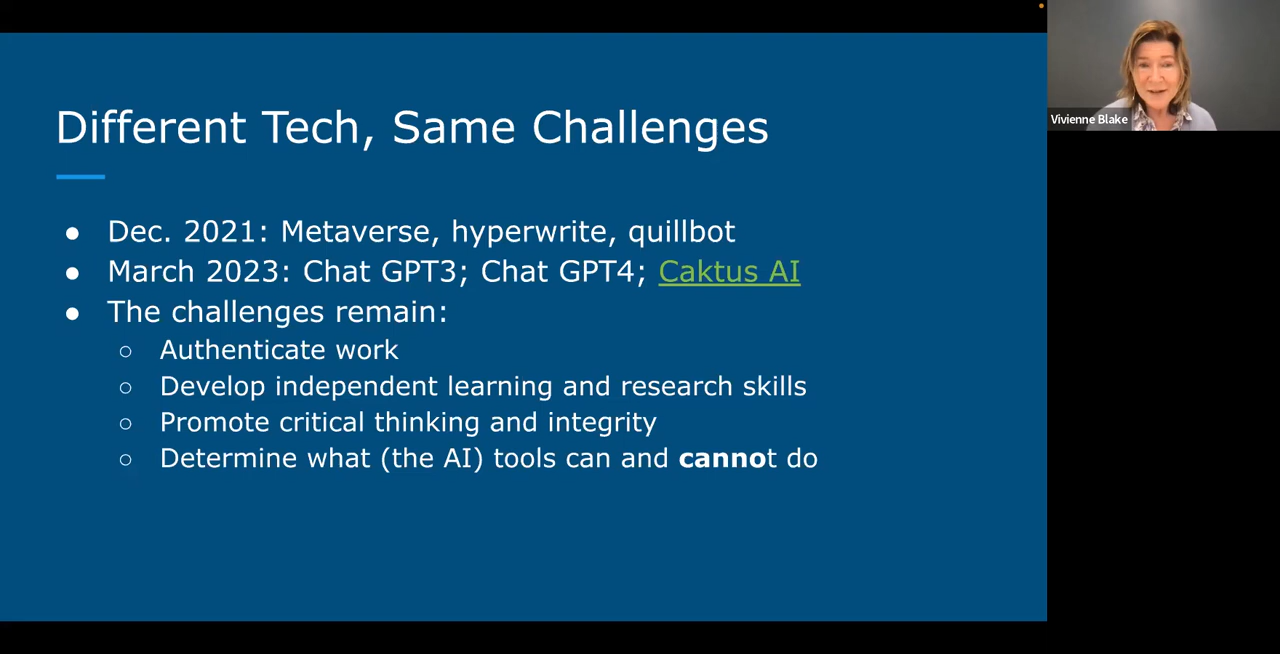 Different Tech, Same Challenges
● Dec. 2021: Metaverse, hyperwrite, quillbot
● March 2023: Chat GPT3; Chat GPT4; Caktus AI
● The challenges remain:
○ Authenticate work
○ Develop independent learning and research skills
○ Promote critical thinking and integrity
○ Determine what (the AI) tools can and cannot do
Vivienne Blake